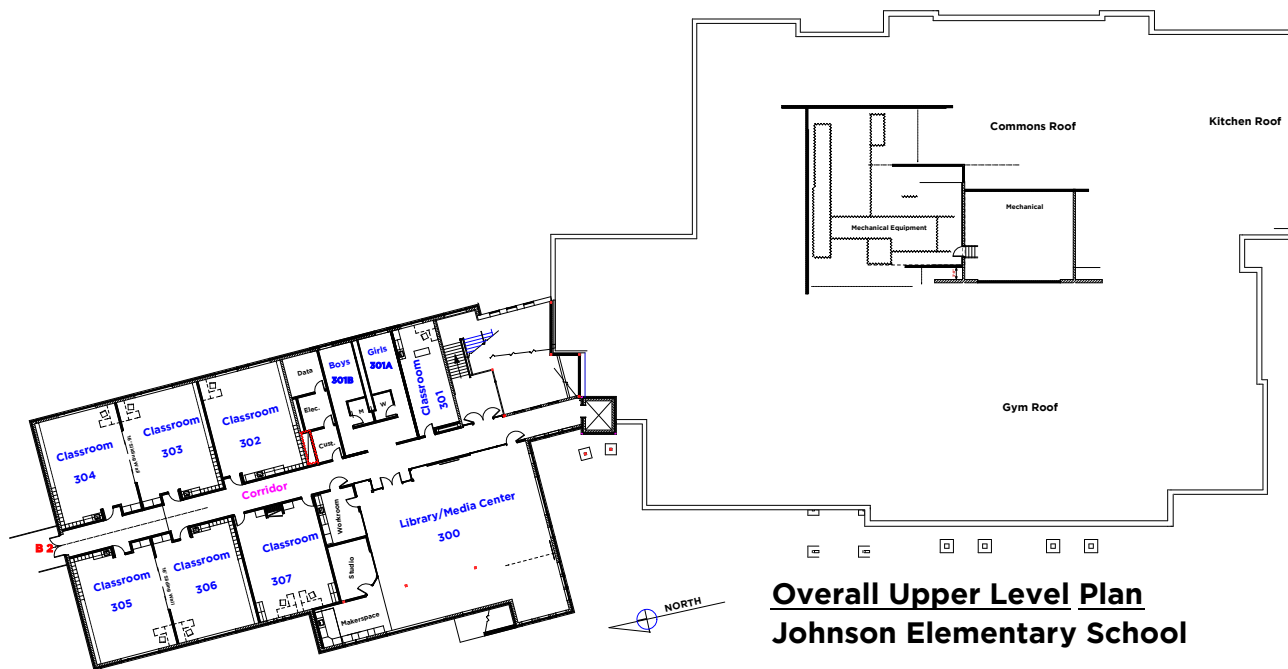 Commons Roof
Kitchen Roof
Mechanical
Mechanical Equipment
Gym Roof
Girls
301A
Boys
301B
Classroom
301
Data
Elec.
M
W
Cust.
Classroom
302
Classroom
303
Classroom
304
Corridor
B 2
Classroom
305
Classroom
306
Classroom
307
Workroom
Studio
Makerspace
Library/Media Center
300
NORTH
Overall Upper Level Plan
Johnson Elementary School